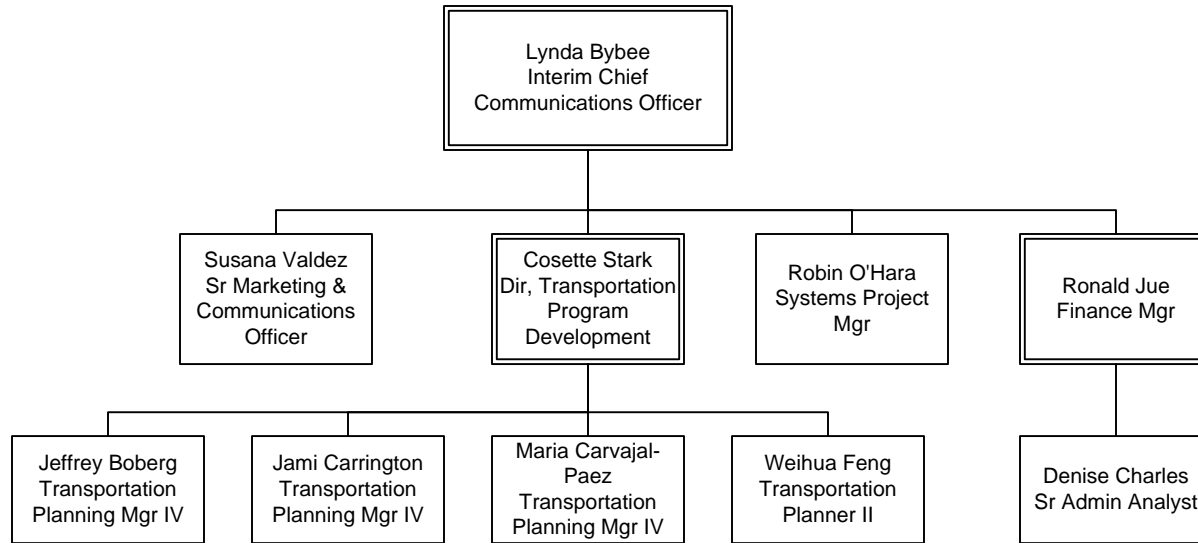 Lynda Bybee
Interim Chief
Communications Officer
Susana Valdez
Sr Marketing &
Communications
Officer
Cosette Stark
Dir, Transportation
Program
Development
Robin O'Hara
Systems Project
Mgr
Ronald Jue
Finance Mgr
Jeffrey Boberg
Transportation
Planning Mgr IV
Jami Carrington
Transportation
Planning Mgr IV
Maria Carvajal-
Paez
Transportation
Planning Mgr IV
Weihua Feng
Transportation
Planner II
Denise Charles
Sr Admin Analyst